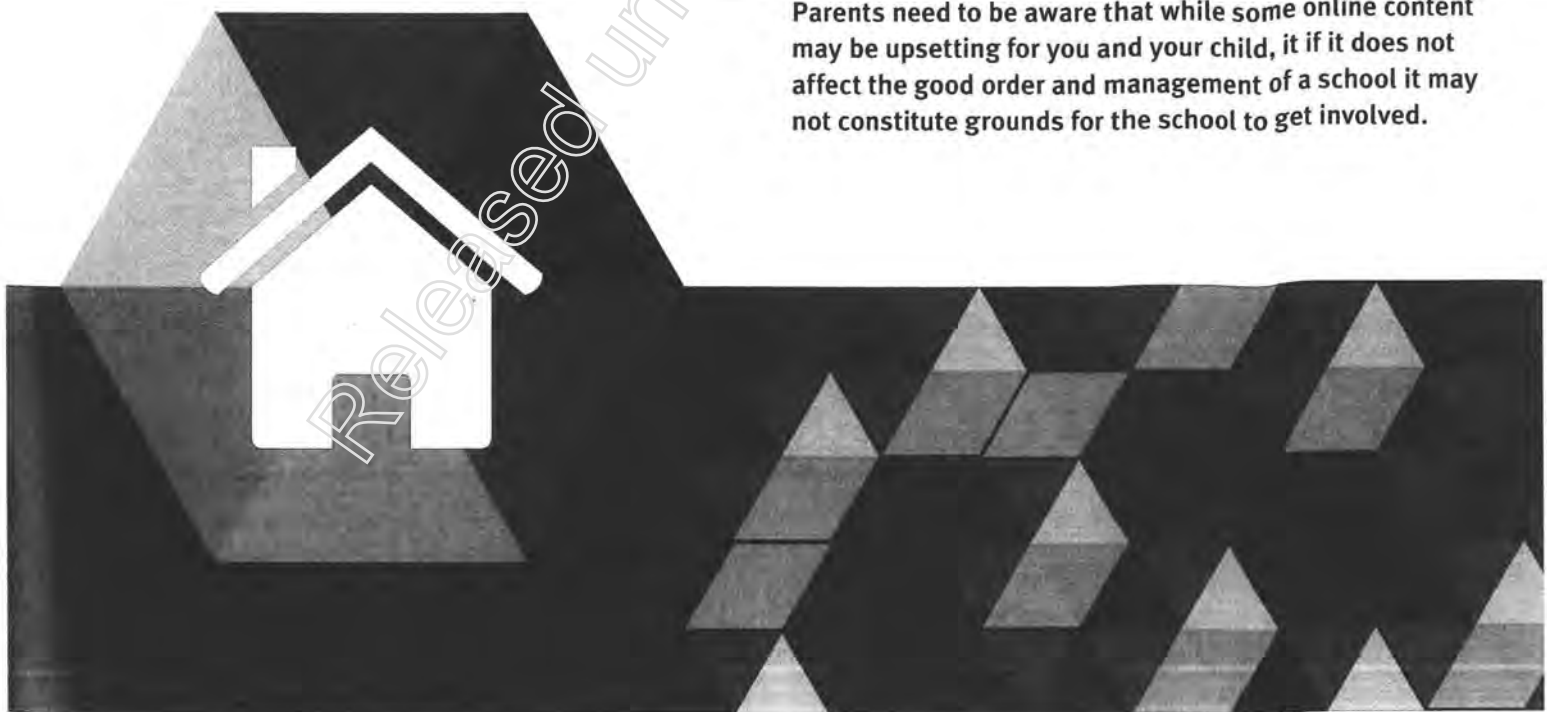 Parents need to be aware that while some online content
may be upsetting for you and your child, it if it does not
affect the good order and management of a school it may
not constitute grounds for the school to get involved.
Released un